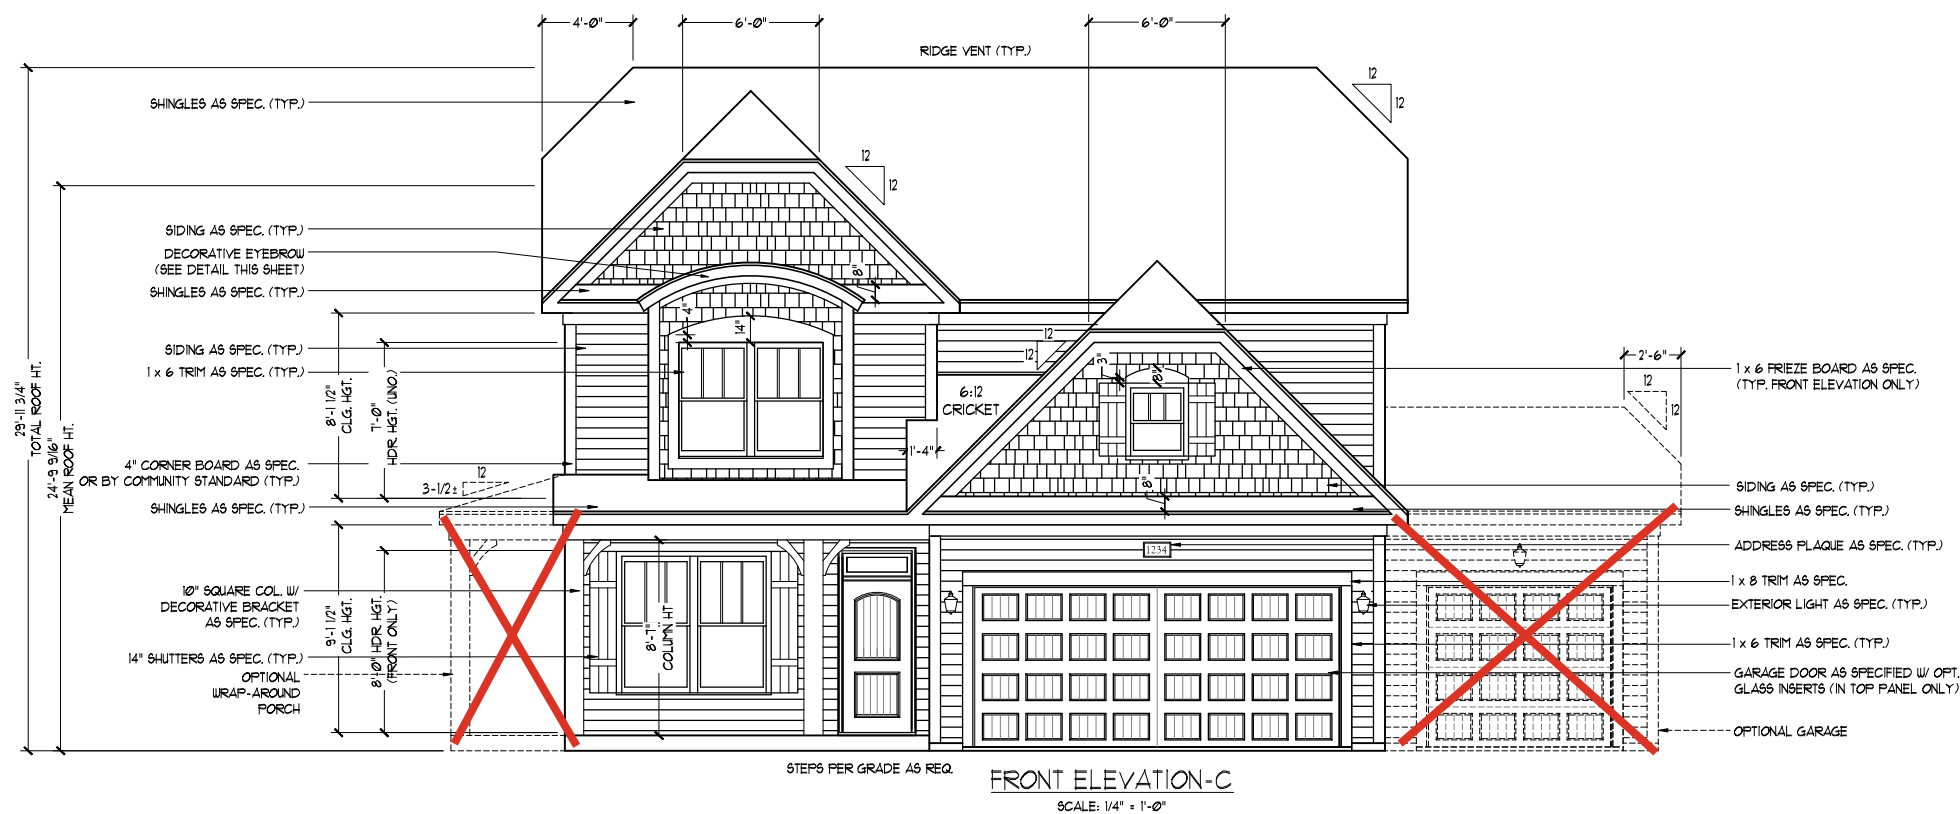 4'-0"
6'-0"
6'-0"
RIDGE VENT (TYP.)
12
12
SHINGLES AS SPEC. (TYP.)
12
12
SIDING AS SPEC. (TYP.)
DECORATIVE EYEBROW
(SEE DETAIL THIS SHEET)
SHINGLES AS SPEC. (TYP.)
8"
4"
14"
SIDING AS SPEC. (TYP.)
1 x 6 TRIM AS SPEC. (TYP.)
12
12
3"
8"
2'-6"
12
12
1 x 6 FRIEZE BOARD AS SPEC.
(TYP. FRONT ELEVATION ONLY)
6:12
CRICKET
29'-11 3/4"
TOTAL ROOF HT.
24'-9 9/16"
MEAN ROOF HT.
8'-1 1/2"
CLG. HGT.
7'-0"
HDR. HGT. (UNO.)
1'-4"
4" CORNER BOARD AS SPEC.
OR BY COMMUNITY STANDARD (TYP.)
12
3-1/2±
8"
SHINGLES AS SPEC. (TYP.)
SIDING AS SPEC. (TYP.)
SHINGLES AS SPEC. (TYP.)
ADDRESS PLAQUE AS SPEC. (TYP.)
1234
1 x 8 TRIM AS SPEC.
10" SQUARE COL. W/
DECORATIVE BRACKET
AS SPEC. (TYP.)
9'-1 1/2"
CLG. HGT.
8'-0" HDR. HGT.
(FRONT ONLY)
8'-7"
COLUMN HT
EXTERIOR LIGHT AS SPEC. (TYP.)
1 x 6 TRIM AS SPEC. (TYP.)
14" SHUTTERS AS SPEC. (TYP.)
OPTIONAL
WRAP-AROUND
PORCH
GARAGE DOOR AS SPECIFIED W/ OPT.
GLASS INSERTS (IN TOP PANEL ONLY)
OPTIONAL GARAGE
STEPS PER GRADE AS REQ.
FRONT ELEVATION-C
SCALE: 1/4" = 1'-0"